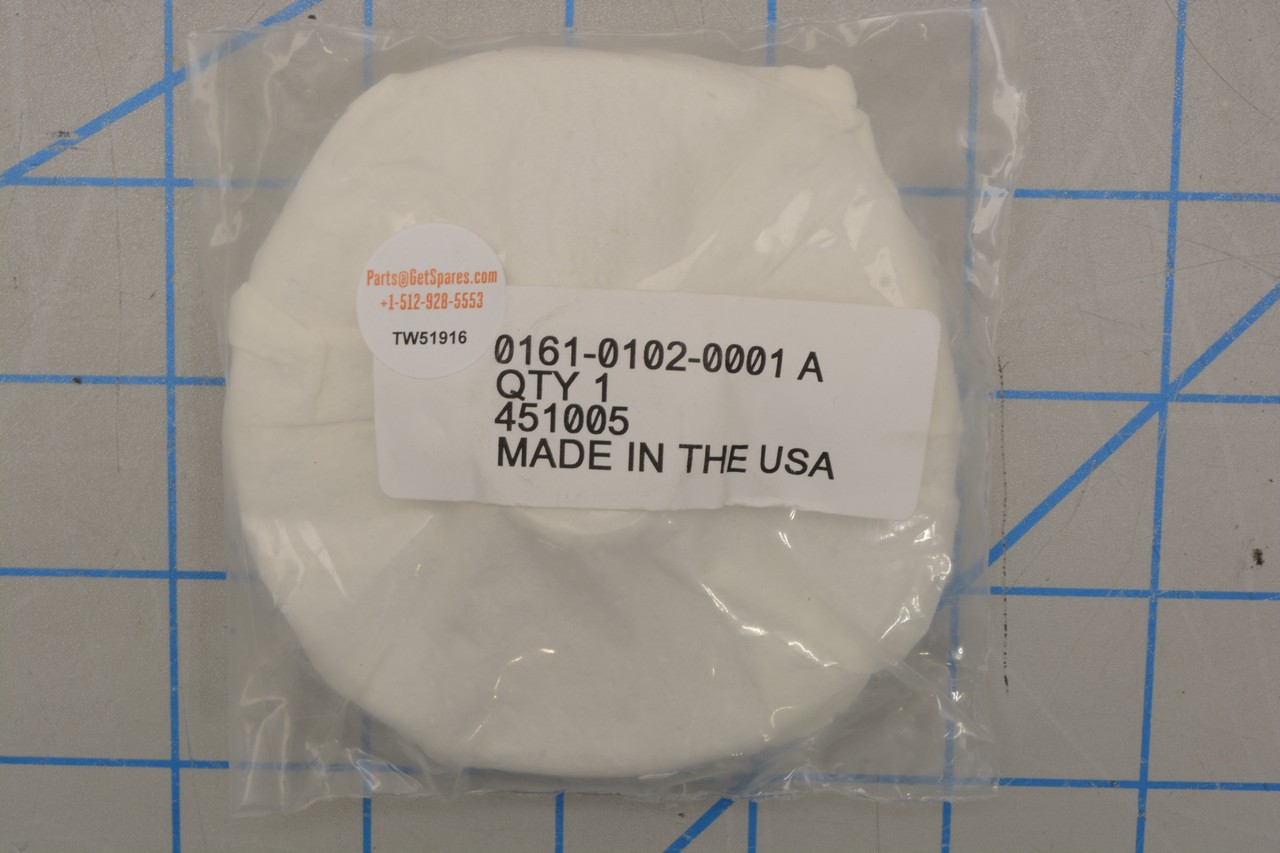 Parts@GetSpares.com
+1-512-928-5553
TW51916
0161-0102-0001 A
QTY 1
451005
MADE IN THE USA